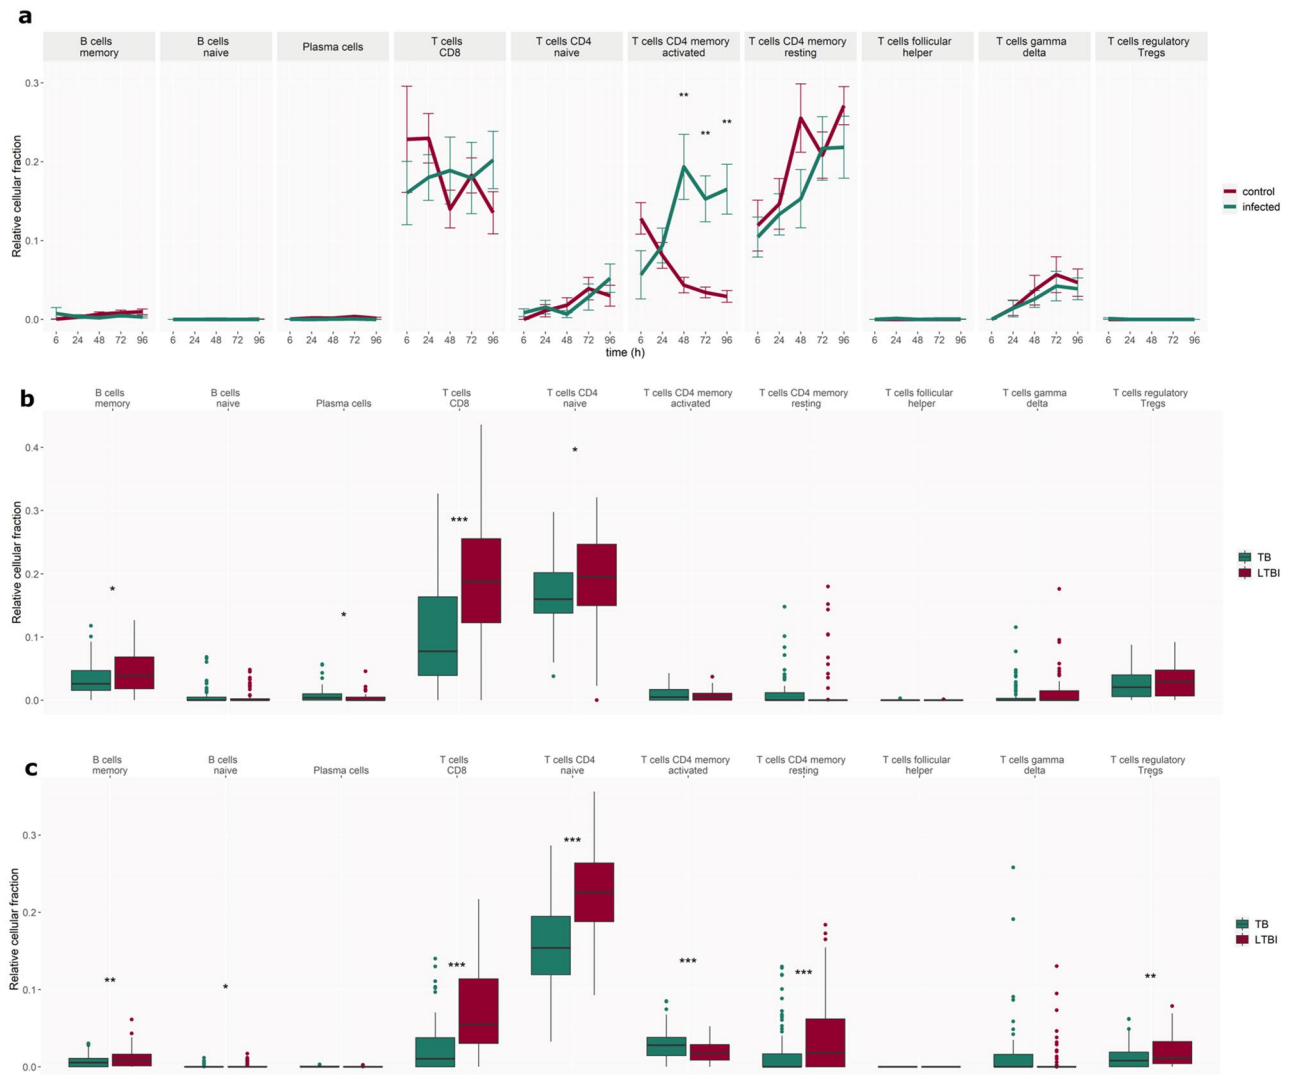 a
B cells memory
B cells naive
Plasma cells
T cells CD8
T cells CD4 naive
T cells CD4 memory activated
T cells CD4 memory resting
T cells follicular helper
T cells gamma delta
T cells regulatory Tregs
Relative cellular fraction
0.3
0.2
0.1
0.0
** ** **
control
infected
6 24 48 72 96 6 24 48 72 96 6 24 48 72 96 6 24 48 72 96 6 24 48 72 96 6 24 48 72 96 6 24 48 72 96 6 24 48 72 96 6 24 48 72 96 6 24 48 72 96
time (h)
b
B cells memory
B cells naive
Plasma cells
T cells CD8
T cells CD4 naive
T cells CD4 memory activated
T cells CD4 memory resting
T cells follicular helper
T cells gamma delta
T cells regulatory Tregs
Relative cellular fraction
0.4
0.3
0.2
0.1
0.0
* * *** *
TB
LTBI
c
B cells memory
B cells naive
Plasma cells
T cells CD8
T cells CD4 naive
T cells CD4 memory activated
T cells CD4 memory resting
T cells follicular helper
T cells gamma delta
T cells regulatory Tregs
Relative cellular fraction
0.3
0.2
0.1
0.0
** * *** *** *** *** **
TB
LTBI